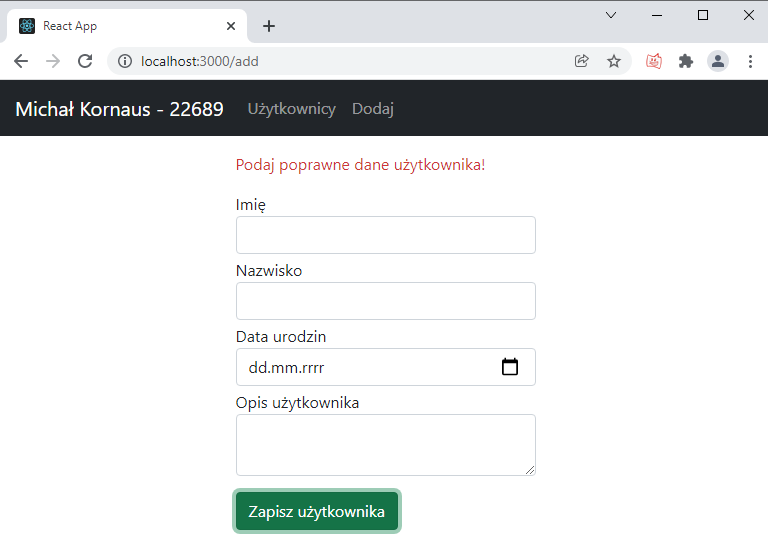 React App
localhost:3000/add
Michał Kornaus - 22689 Użytkownicy Dodaj
Podaj poprawne dane użytkownika!
Imię
Nazwisko
Data urodzin
dd.mm.rrrr
Opis użytkownika
Zapisz użytkownika